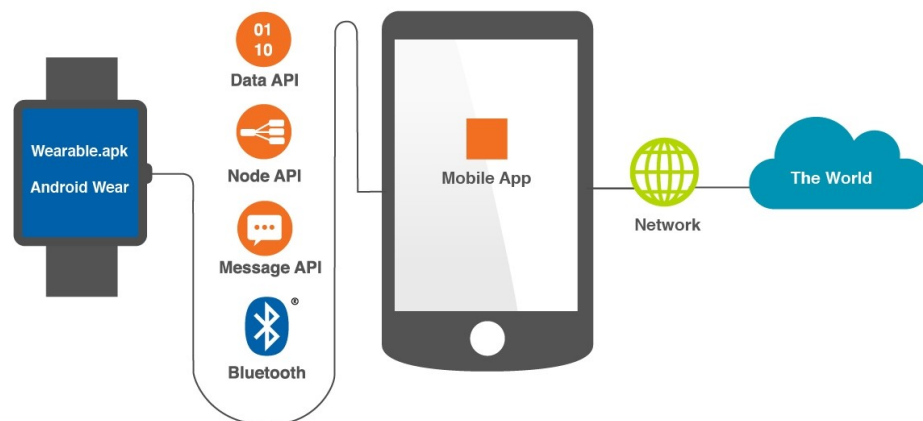 Wearable.apk
Android Wear
01
10
Data API
Node API
Message API
®
Bluetooth
Mobile App
Network
The World